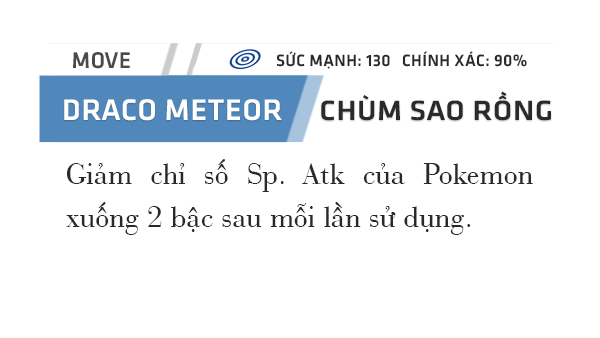 MOVE SỨC MẠNH: 130 CHÍNH XÁC: 90%
DRACO METEOR CHÙM SAO RỒNG
Giảm chỉ số Sp. Atk của Pokemon
xuống 2 bậc sau mỗi lần sử dụng.